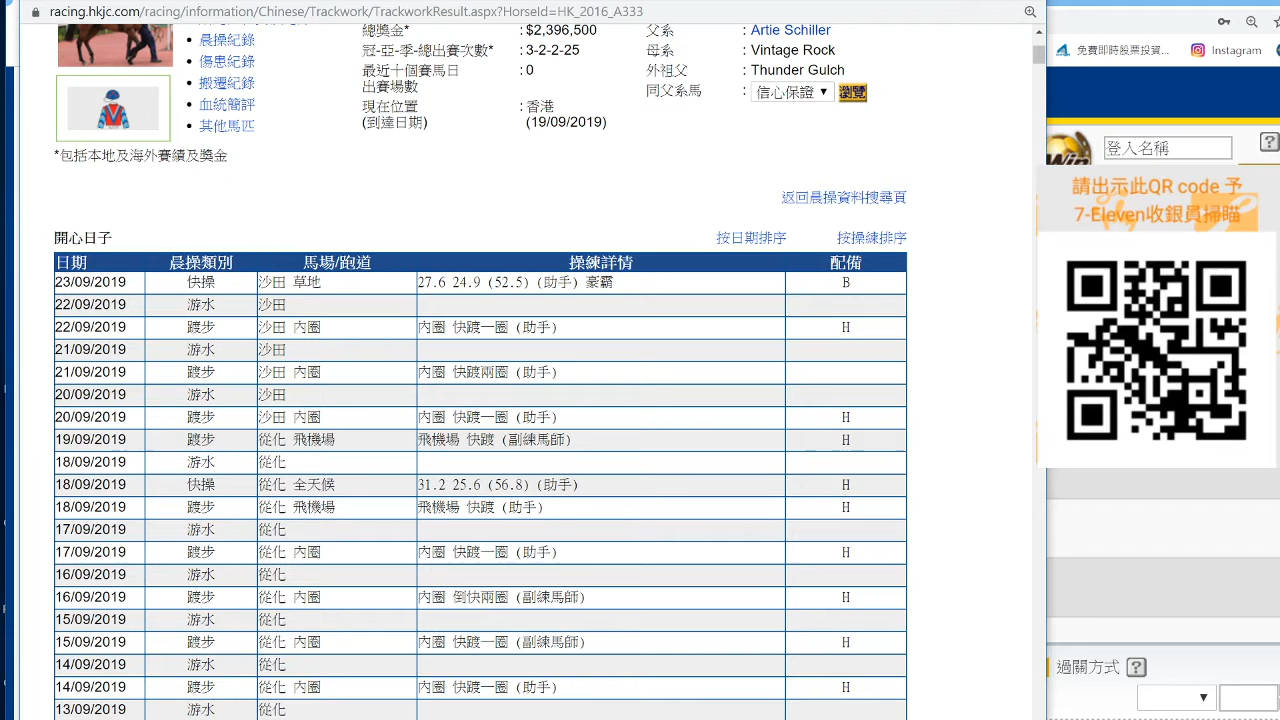 racing.hkjc.com/racing/information/Chinese/Trackwork/TrackworkResult.aspx?HorseId=HK_2016_A333
晨操紀錄
傷患紀錄
搬遷紀錄
血統簡評
其他馬匹
總獎金* : $2,396,500
冠-亞-季-總出賽次數* : 3-2-2-25
最近十個賽馬日出賽場數 : 0
現在位置 : 香港
(到達日期) (19/09/2019)
父系 : Artie Schiller
母系 : Vintage Rock
外祖父 : Thunder Gulch
同父系馬 : 信心保證 瀏覽
*包括本地及海外賽績及獎金
返回晨操資料搜尋頁
開心日子 按日期排序 按操練排序
日期 晨操類別 馬場/跑道 操練詳情 配備
23/09/2019 快操 沙田 草地 27.6 24.9 (52.5) (助手) 豪霸 B
22/09/2019 游水 沙田
22/09/2019 踱步 沙田 內圈 內圈 快踱一圈 (助手) H
21/09/2019 游水 沙田
21/09/2019 踱步 沙田 內圈 內圈 快踱兩圈 (助手) H
20/09/2019 游水 沙田
20/09/2019 踱步 沙田 內圈 內圈 快踱一圈 (助手) H
19/09/2019 踱步 從化 飛機場 飛機場 快踱 (副練馬師) H
18/09/2019 游水 從化
18/09/2019 快操 從化 全天候 31.2 25.6 (56.8) (助手) H
18/09/2019 踱步 從化 飛機場 飛機場 快踱 (助手) H
17/09/2019 游水 從化
17/09/2019 踱步 從化 內圈 內圈 快踱一圈 (助手) H
16/09/2019 游水 從化
16/09/2019 踱步 從化 內圈 內圈 倒快兩圈 (副練馬師) H
15/09/2019 游水 從化
15/09/2019 踱步 從化 內圈 內圈 快踱一圈 (副練馬師) H
14/09/2019 游水 從化
14/09/2019 踱步 從化 內圈 內圈 快踱一圈 (助手) H
13/09/2019 游水 從化
免費即時股票投資...
Instagram
Win
登入名稱
?
請出示此QR code 予
7-Eleven收銀員掃瞄
過關方式 ?